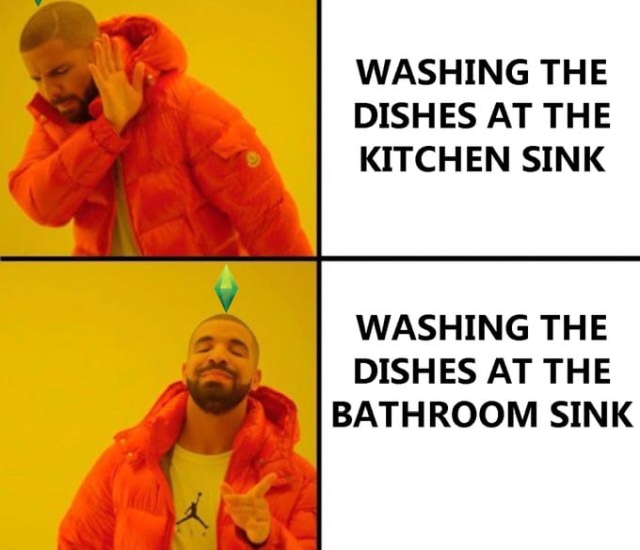 WASHING THE
DISHES AT THE
KITCHEN SINK
WASHING THE
DISHES AT THE
BATHROOM SINK